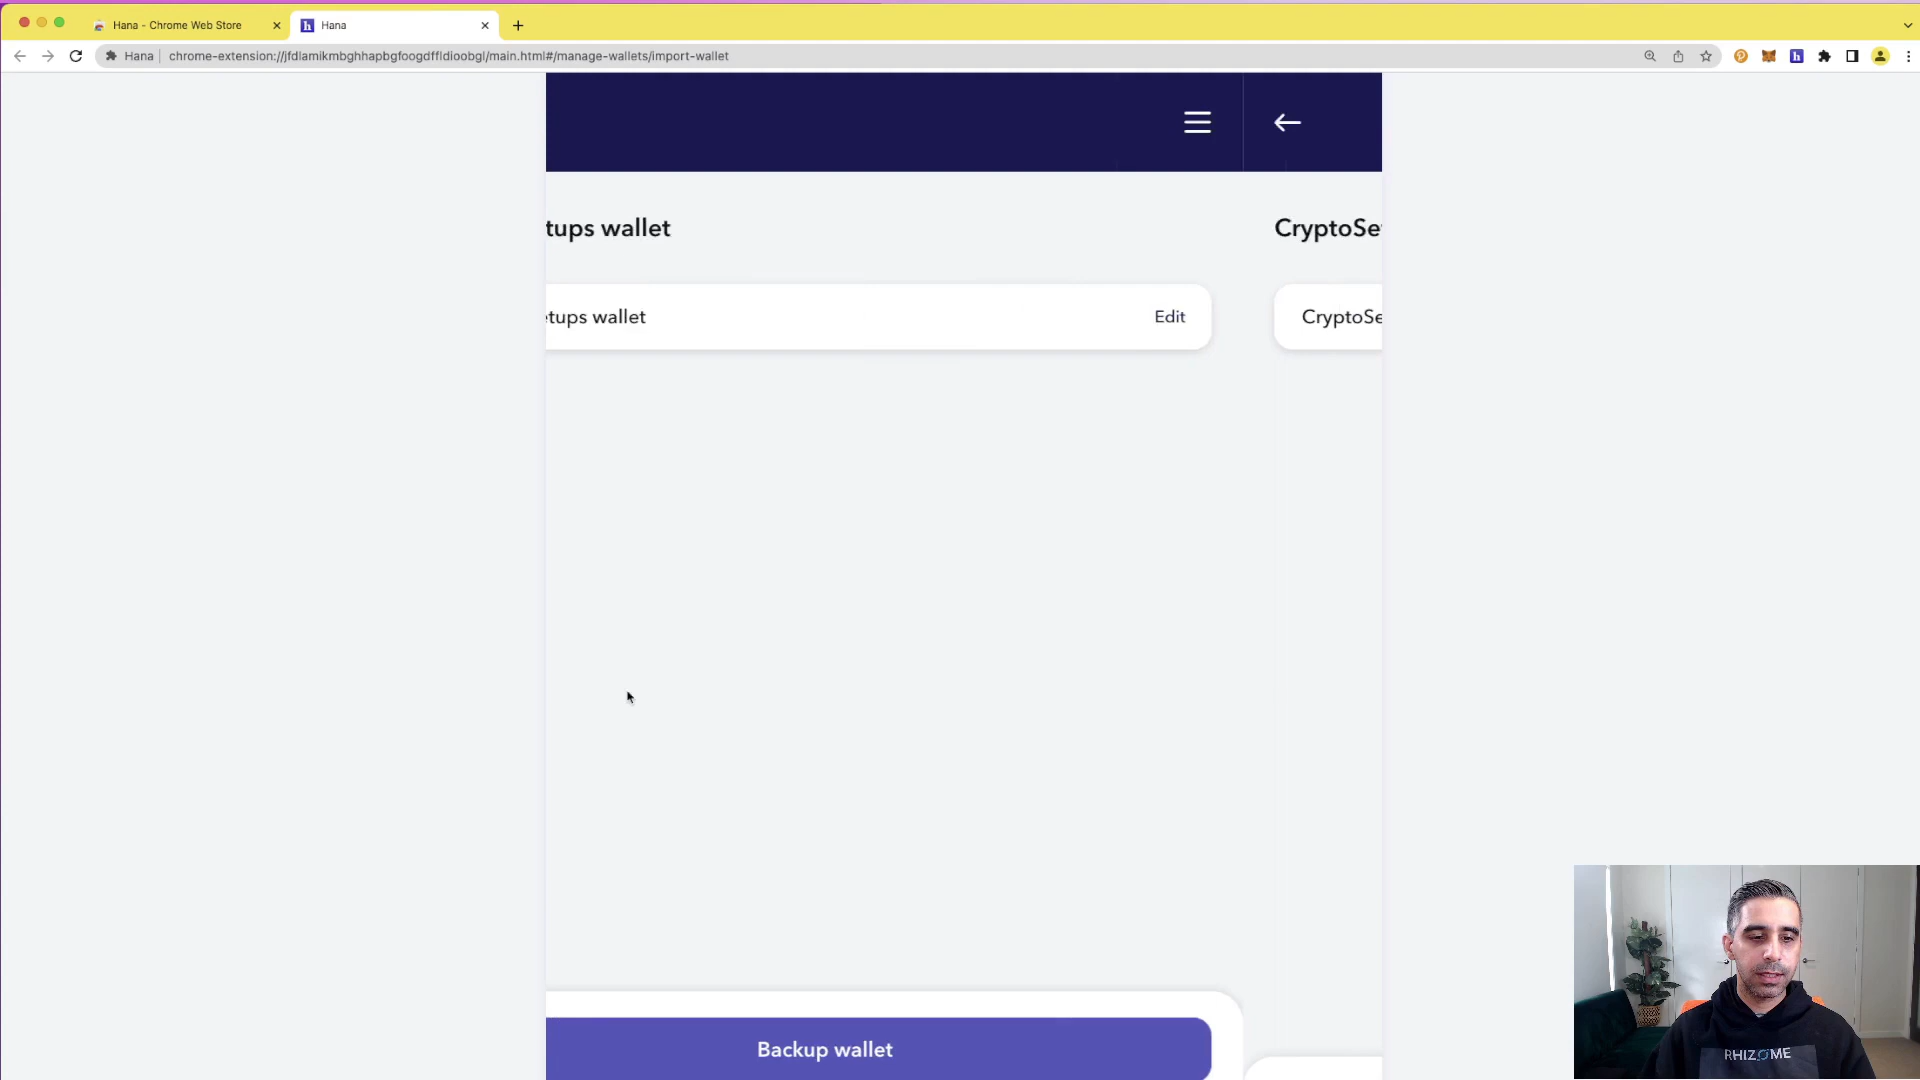 Hana - Chrome Web Store
Hana
Hana
chrome-extension://jfdlamikmbghhapbgfoogdffldioobgl/main.html#/manage-wallets/import-wallet
tups wallet
CryptoSe
tups wallet
Edit
CryptoSe
Backup wallet
RHIZOME